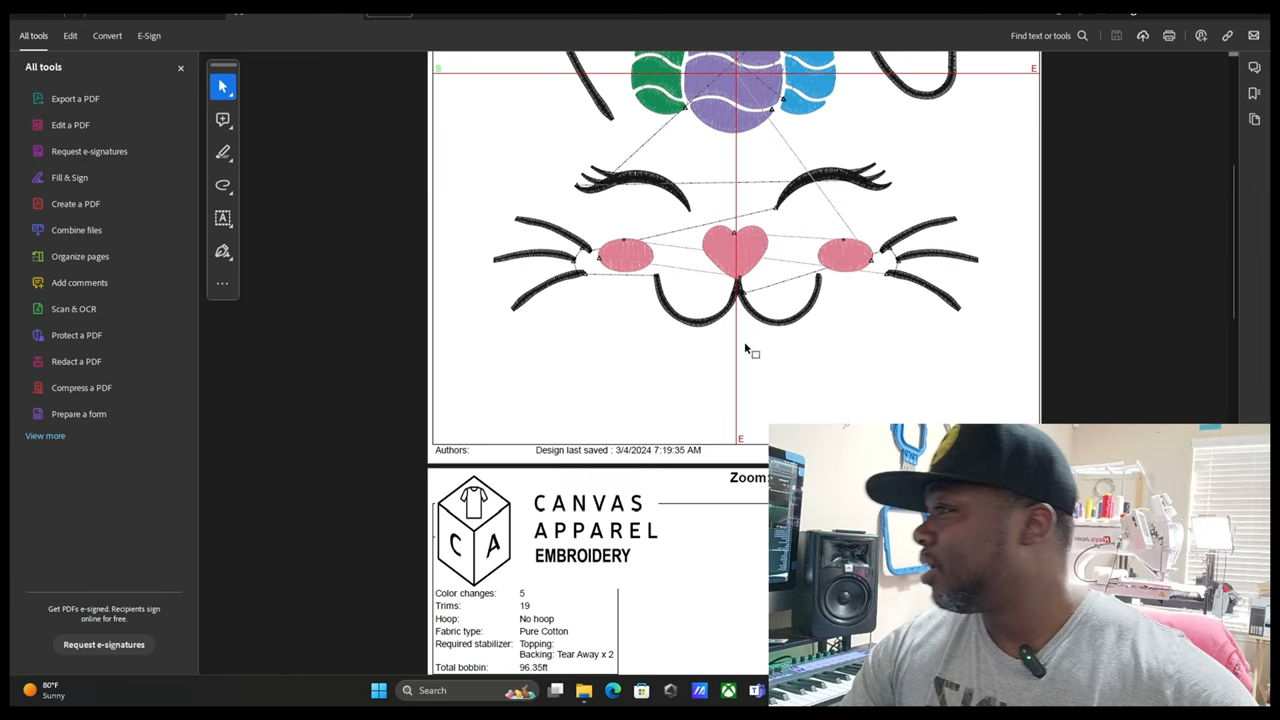 All tools
Edit
Convert
E-Sign
Find text or tools
All tools
Export a PDF
Edit a PDF
Request e-signatures
Fill & Sign
Create a PDF
Combine files
Organize pages
Add comments
Scan & OCR
Protect a PDF
Redact a PDF
Compress a PDF
Prepare a form
View more
Get PDFs e-signed. Recipients sign
online for free.
Request e-signatures
S
E
E
Authors:
Design last saved : 3/4/2024 7:19:35 AM
Zoom:
CANVAS
APPAREL
EMBROIDERY
C
A
Color changes: 5
Trims: 19
Hoop: No hoop
Fabric type: Pure Cotton
Required stabilizer: Topping:
Backing: Tear Away x 2
Total bobbin: 96.35ft
80°F
Sunny
Search